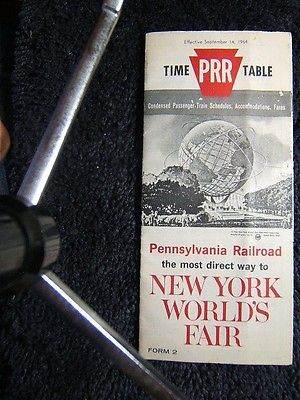 Effective September 14, 1964
TIME PRR TABLE
Condensed Passenger-Train Schedules, Accommodations, Fares
Pennsylvania Railroad
the most direct way to
NEW YORK
WORLD'S
FAIR
FORM 2